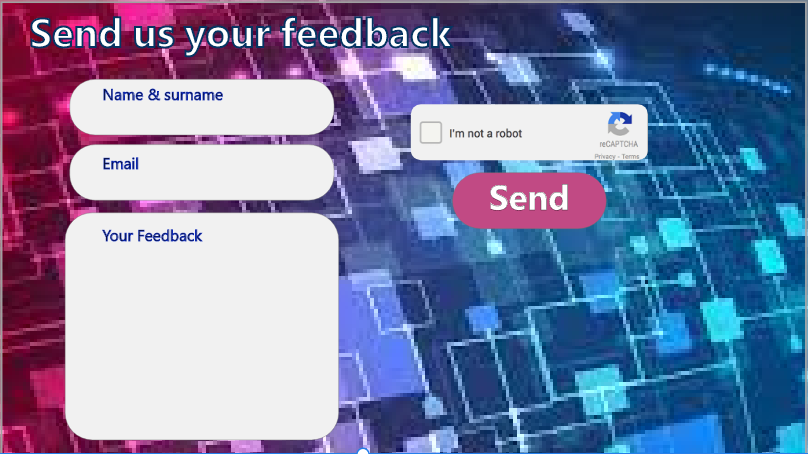 Send us your feedback
Name & surname
Email
Your Feedback
I'm not a robot
reCAPTCHA
Privacy - Terms
Send